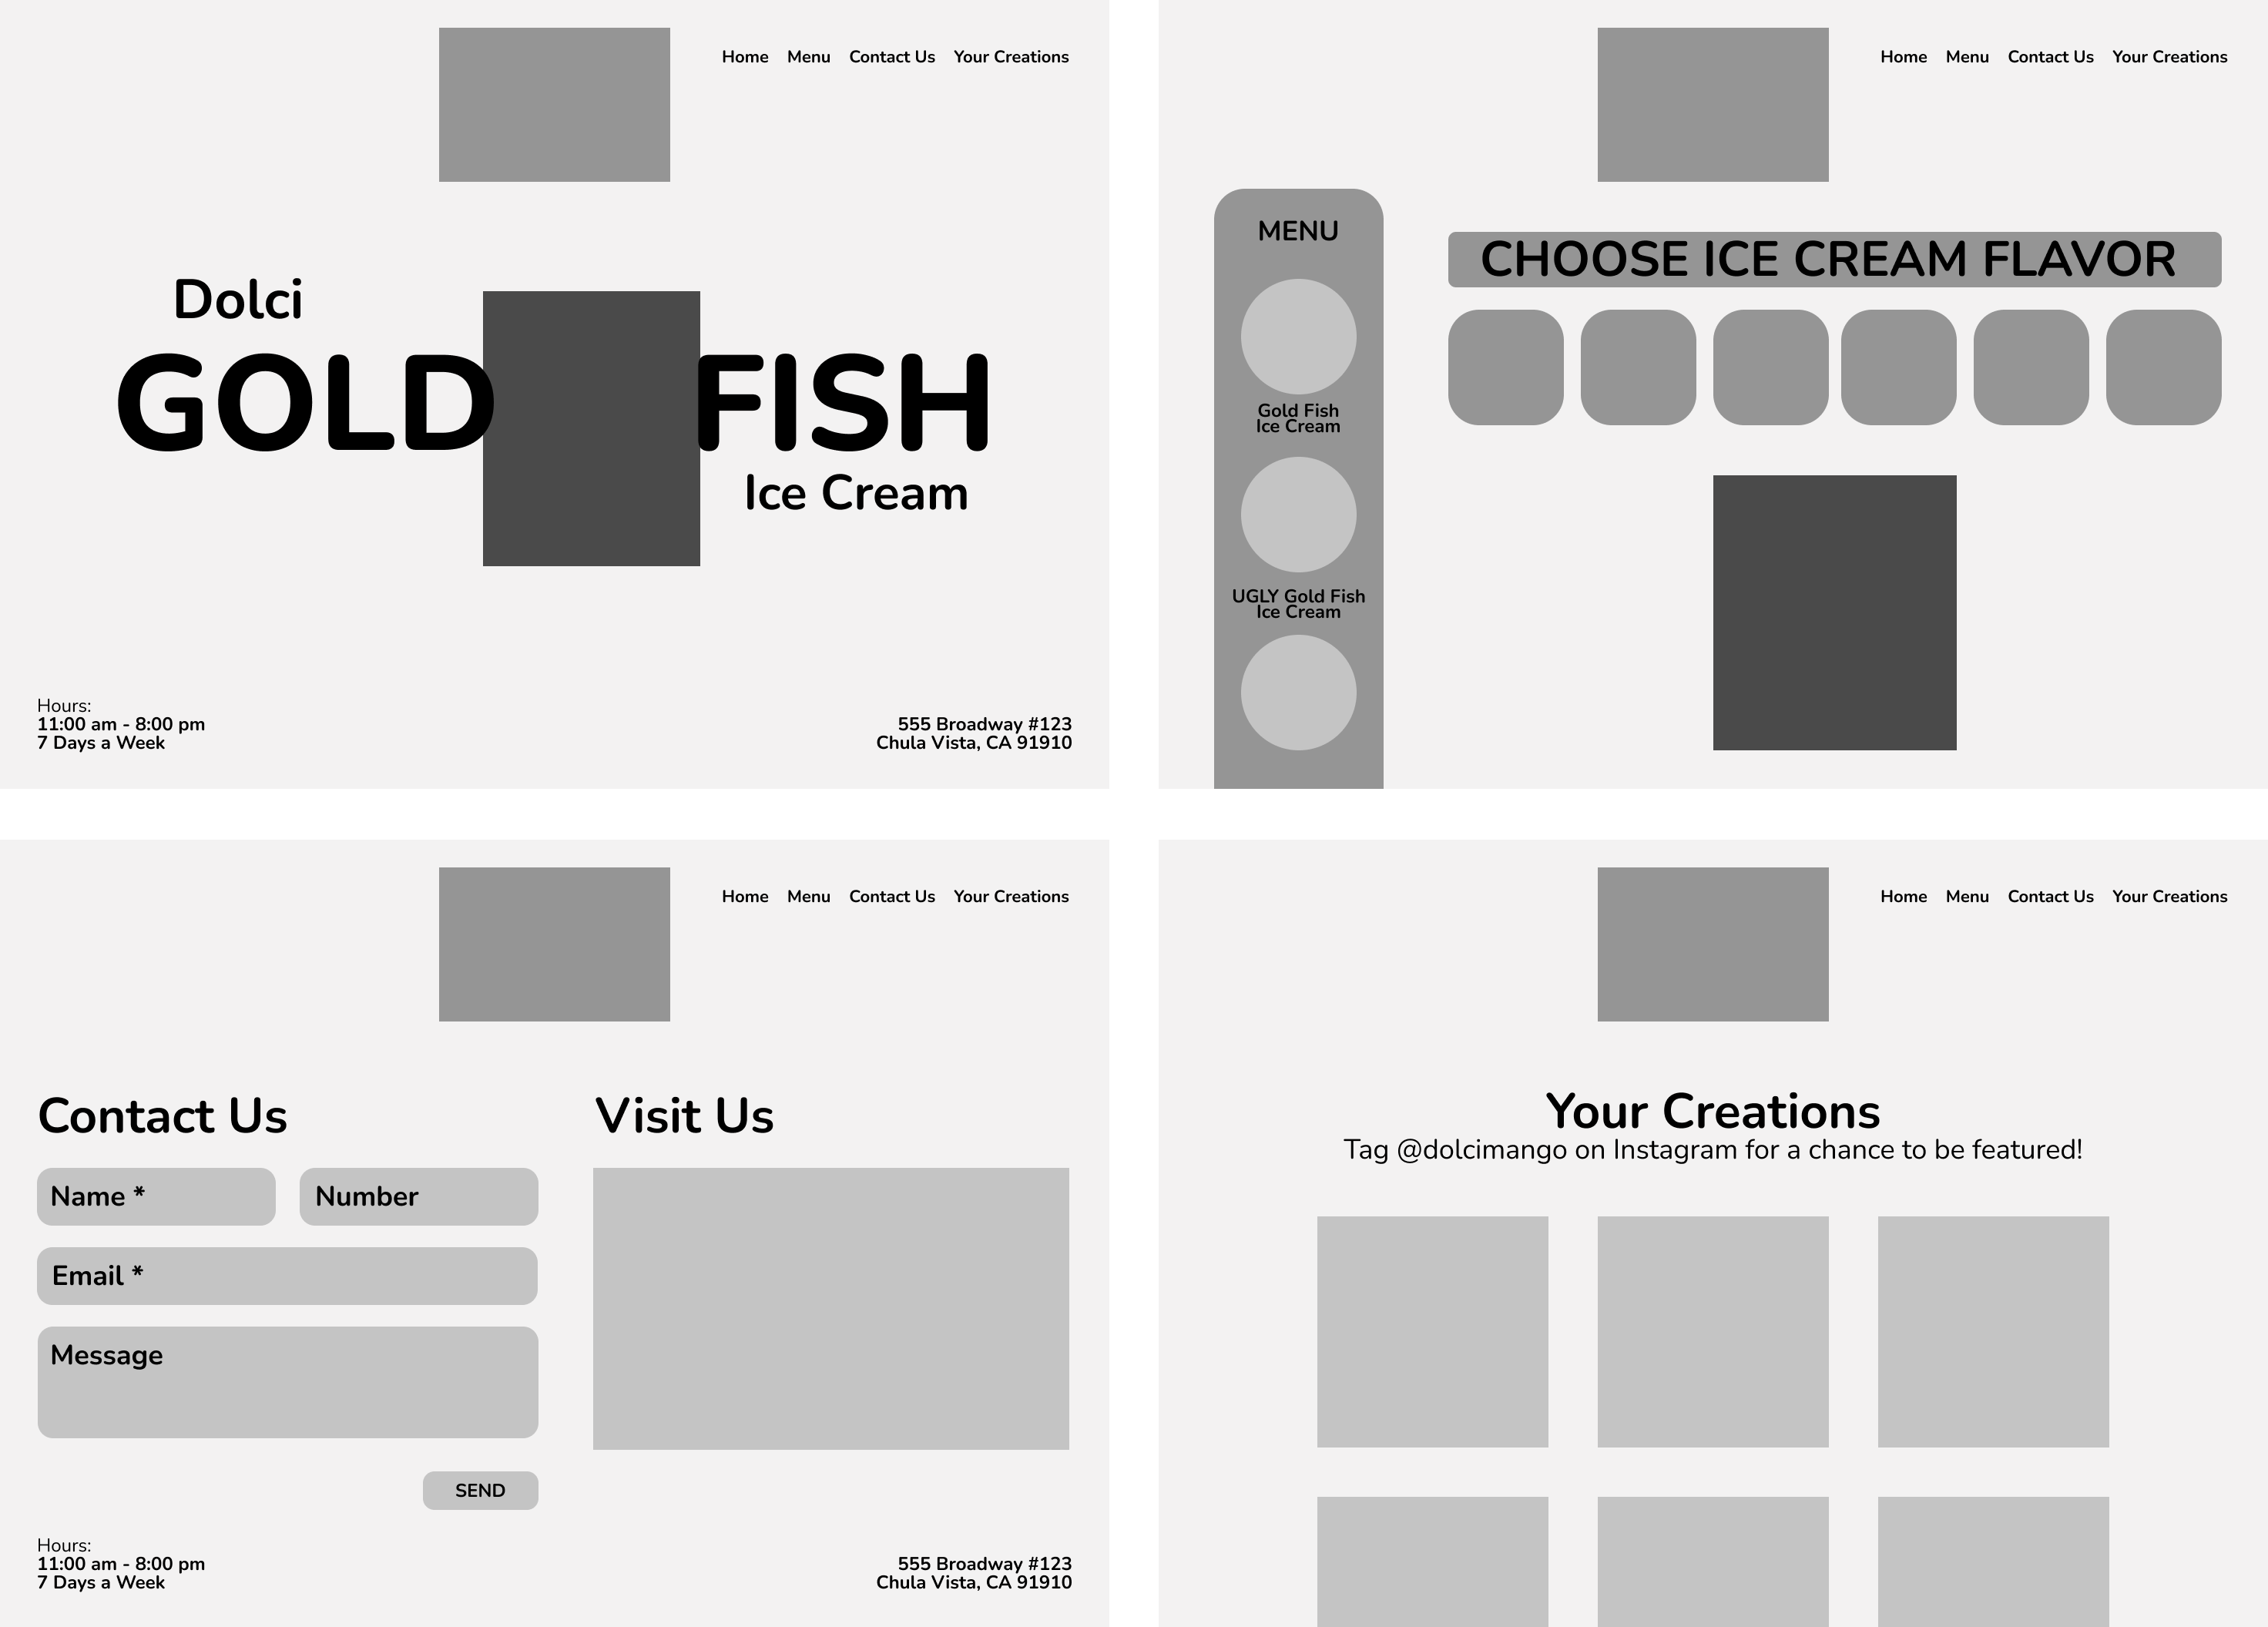 Home Menu Contact Us Your Creations
Dolci
GOLD FISH
Ice Cream
Hours:
11:00 am - 8:00 pm
7 Days a Week
555 Broadway #123
Chula Vista, CA 91910
Home Menu Contact Us Your Creations
MENU
Gold Fish
Ice Cream
UGLY Gold Fish
Ice Cream
CHOOSE ICE CREAM FLAVOR
Home Menu Contact Us Your Creations
Contact Us
Name *
Number
Email *
Message
SEND
Visit Us
Hours:
11:00 am - 8:00 pm
7 Days a Week
555 Broadway #123
Chula Vista, CA 91910
Home Menu Contact Us Your Creations
Your Creations
Tag @dolcimango on Instagram for a chance to be featured!